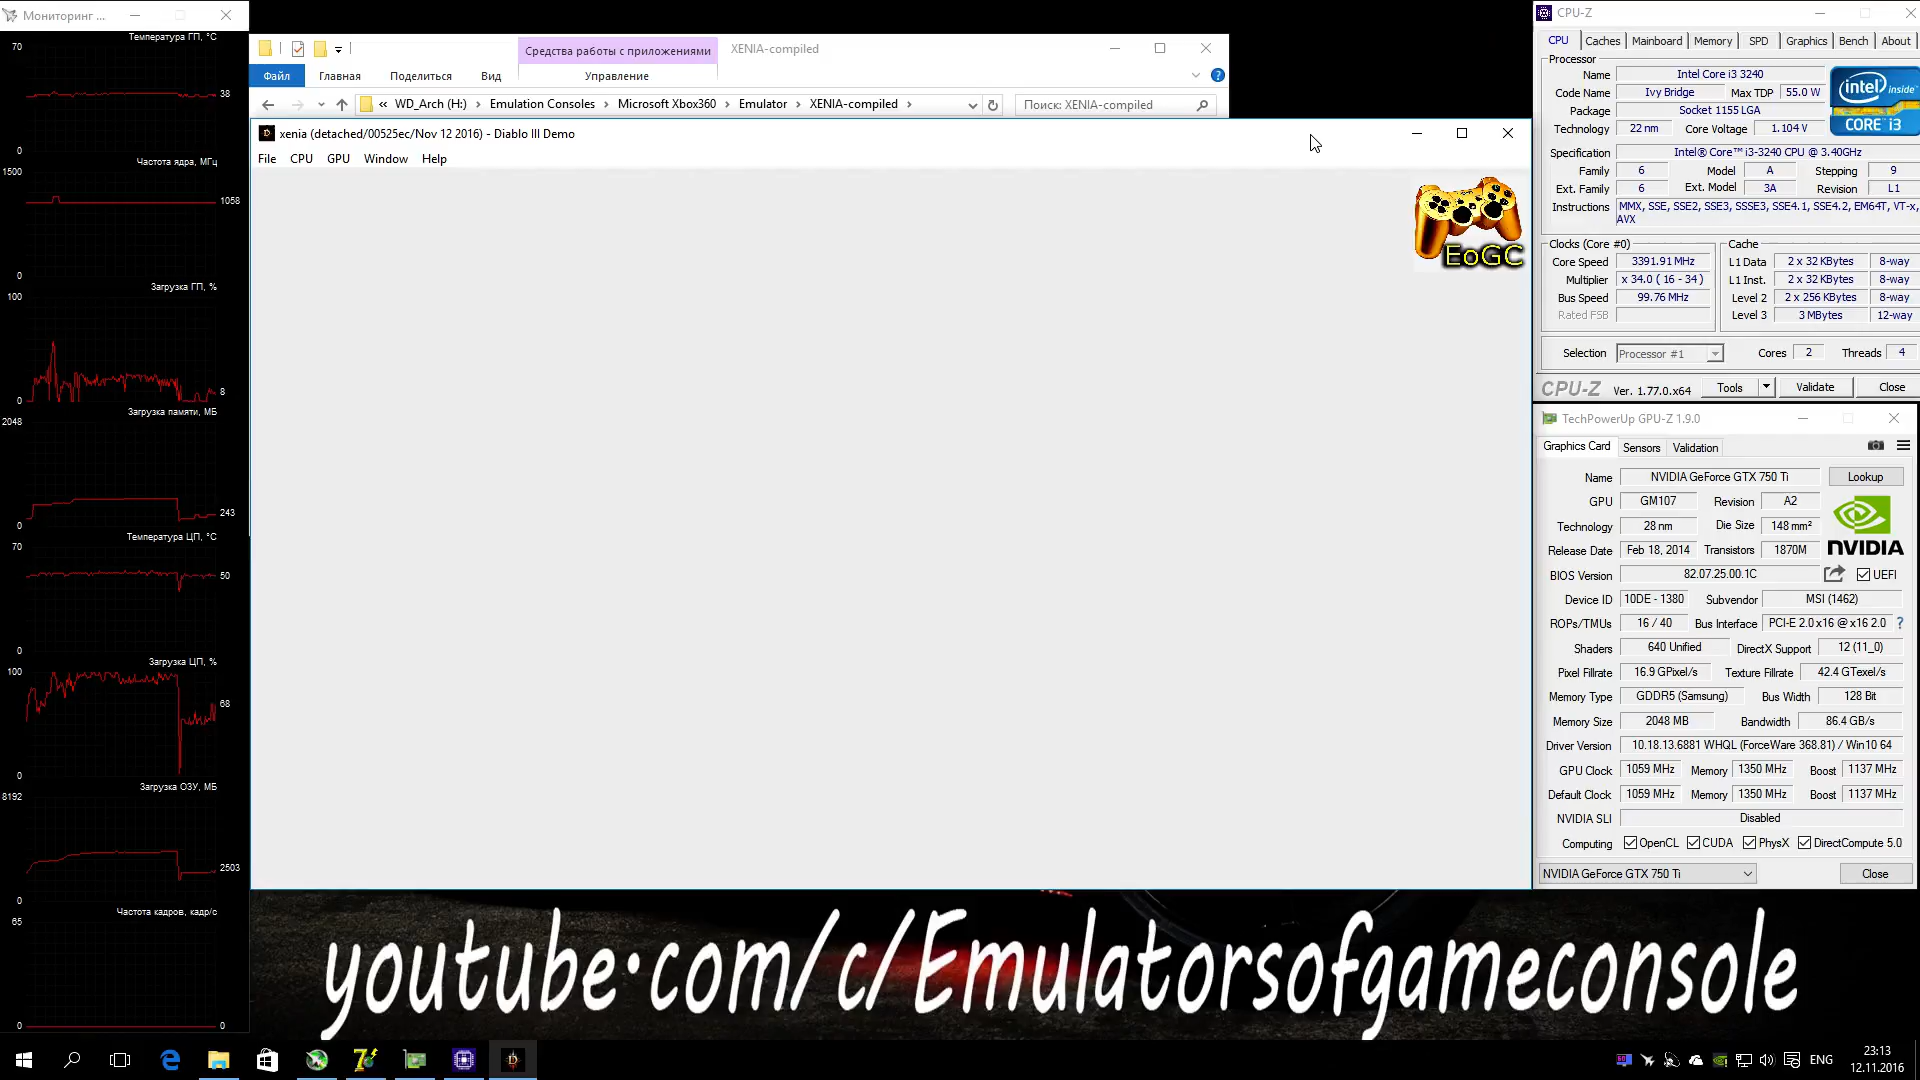 Мониторинг ...
Температура ГП, °C
70
38
0
Частота ядра, МГц
1500
1058
0
Загрузка ГП, %
100
8
0
Загрузка памяти, МБ
2048
243
0
Температура ЦП, °C
70
50
0
Загрузка ЦП, %
100
68
0
Загрузка ОЗУ, МБ
8192
2503
0
Частота кадров, кадр/с
65
0 0
Средства работы с приложениями XENIA-compiled
Файл Главная Поделиться Вид Управление
« WD_Arch (H:) › Emulation Consoles › Microsoft Xbox360 › Emulator › XENIA-compiled ›
Поиск: XENIA-compiled
xenia (detached/00525ec/Nov 12 2016) - Diablo III Demo
File CPU GPU Window Help
EoGC
CPU-Z
CPU Caches Mainboard Memory SPD Graphics Bench About
Processor
Name Intel Core i3 3240
Code Name Ivy Bridge Max TDP 55.0 W
Package Socket 1155 LGA
Technology 22 nm Core Voltage 1.104 V
intel inside™
CORE i3
Specification Intel® Core™ i3-3240 CPU @ 3.40GHz
Family 6 Model A Stepping 9
Ext. Family 6 Ext. Model 3A Revision L1
Instructions MMX, SSE, SSE2, SSE3, SSSE3, SSE4.1, SSE4.2, EM64T, VT-x,
AVX
Clocks (Core #0) Cache
Core Speed 3391.91 MHz L1 Data 2 x 32 KBytes 8-way
Multiplier x 34.0 ( 16 - 34 ) L1 Inst. 2 x 32 KBytes 8-way
Bus Speed 99.76 MHz Level 2 2 x 256 KBytes 8-way
Rated FSB Level 3 3 MBytes 12-way
Selection Processor #1 Cores 2 Threads 4
CPU-Z Ver. 1.77.0.x64 Tools Validate Close
TechPowerUp GPU-Z 1.9.0
Graphics Card Sensors Validation
Name NVIDIA GeForce GTX 750 Ti Lookup
GPU GM107 Revision A2
Technology 28 nm Die Size 148 mm²
Release Date Feb 18, 2014 Transistors 1870M
NVIDIA
BIOS Version 82.07.25.00.1C UEFI
Device ID 10DE - 1380 Subvendor MSI (1462)
ROPs/TMUs 16 / 40 Bus Interface PCI-E 2.0 x16 @ x16 2.0 ?
Shaders 640 Unified DirectX Support 12 (11_0)
Pixel Fillrate 16.9 GPixel/s Texture Fillrate 42.4 GTexel/s
Memory Type GDDR5 (Samsung) Bus Width 128 Bit
Memory Size 2048 MB Bandwidth 86.4 GB/s
Driver Version 10.18.13.6881 WHQL (ForceWare 368.81) / Win10 64
GPU Clock 1059 MHz Memory 1350 MHz Boost 1137 MHz
Default Clock 1059 MHz Memory 1350 MHz Boost 1137 MHz
NVIDIA SLI Disabled
Computing OpenCL CUDA PhysX DirectCompute 5.0
NVIDIA GeForce GTX 750 Ti Close
youtube.com/c/Emulatorsofgameconsole
ENG
23:13
12.11.2016